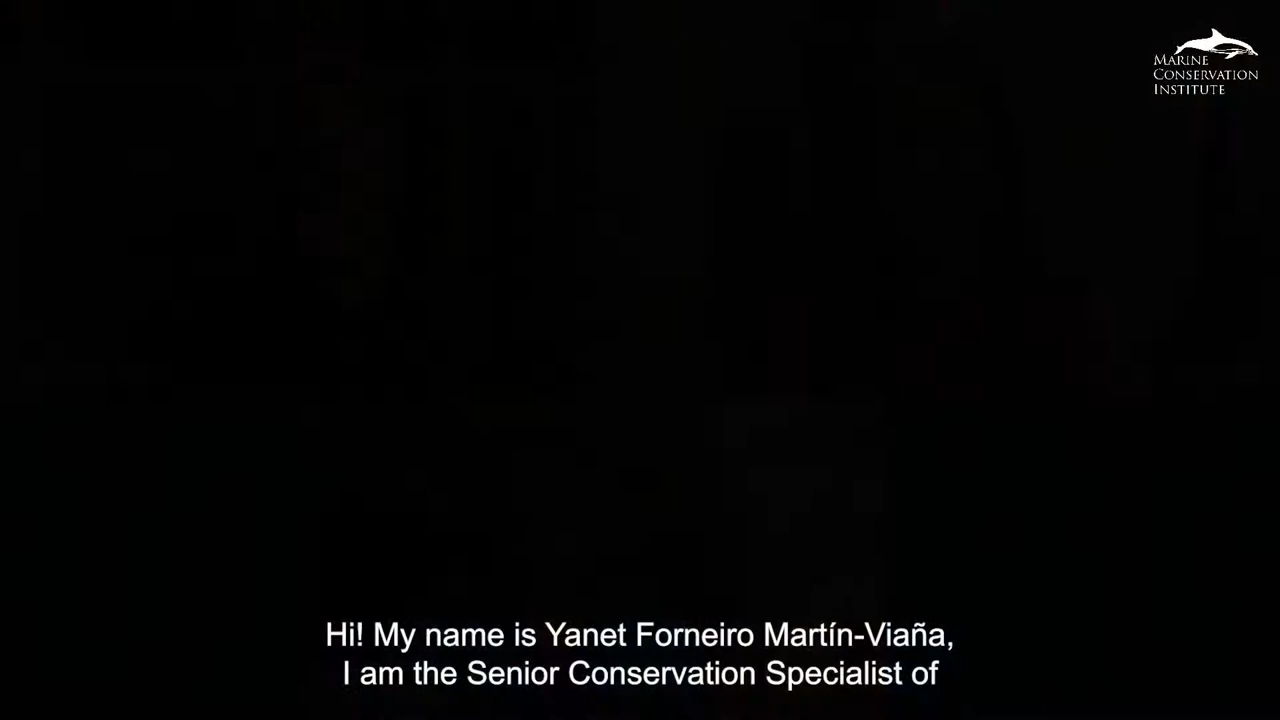 MARINE
CONSERVATION
INSTITUTE
Hi! My name is Yanet Forneiro Martín-Viaña,
I am the Senior Conservation Specialist of